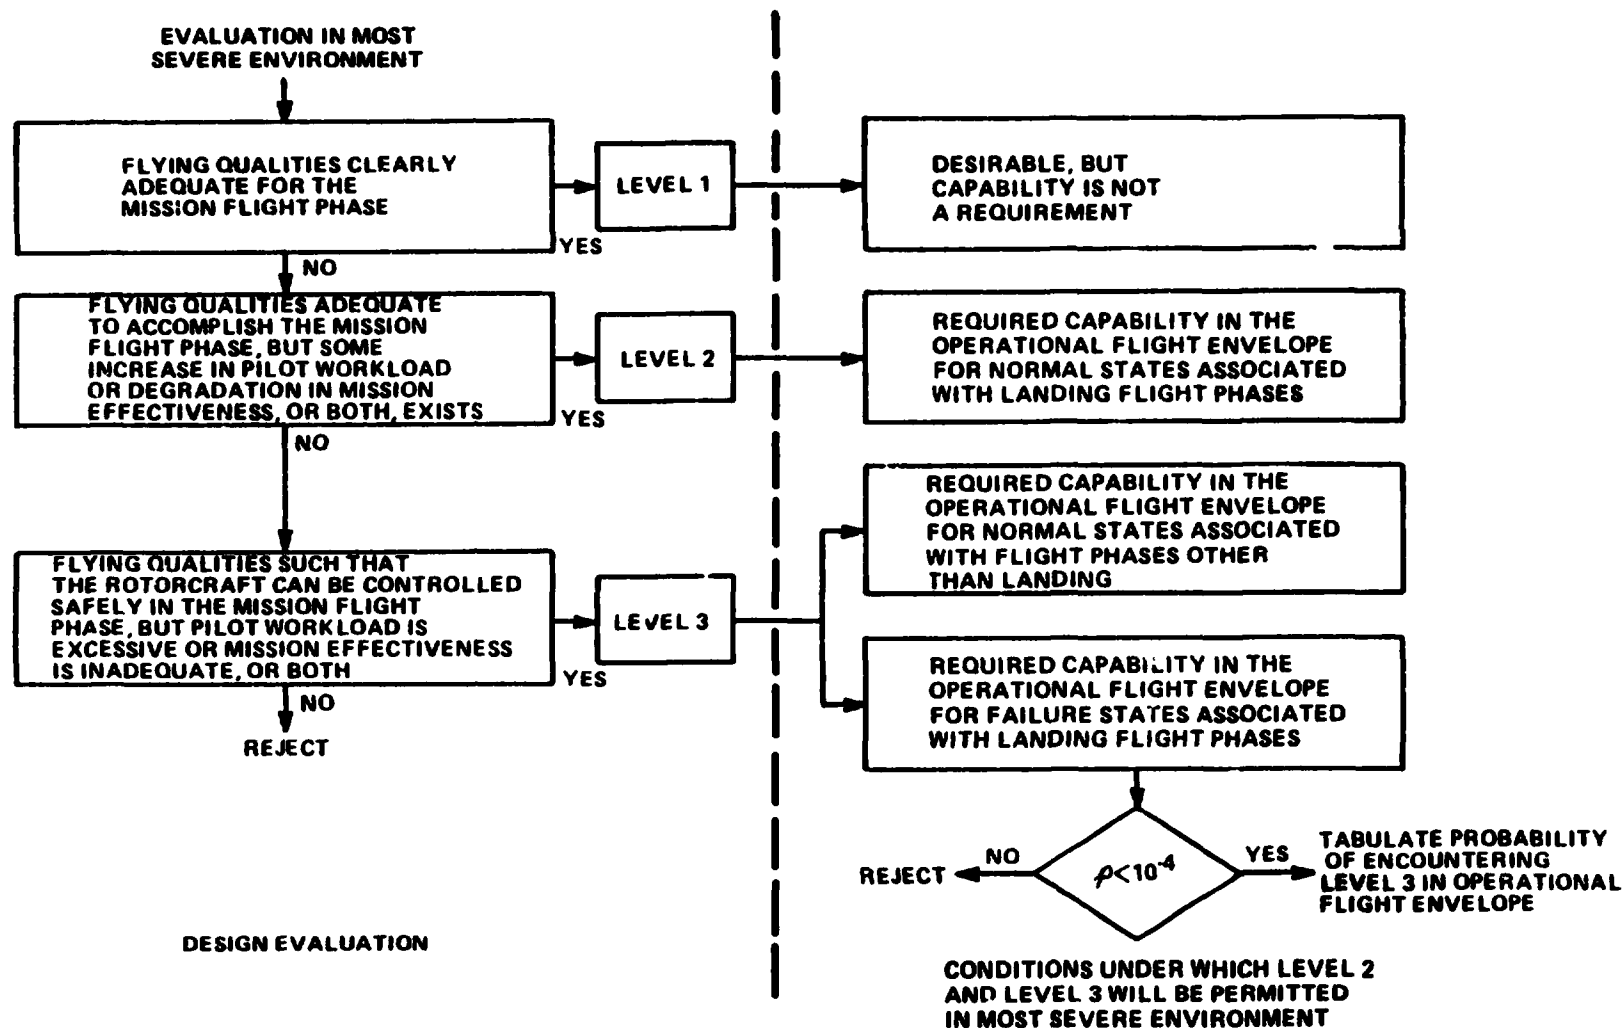 EVALUATION IN MOST
SEVERE ENVIRONMENT
FLYING QUALITIES CLEARLY
ADEQUATE FOR THE
MISSION FLIGHT PHASE
YES
LEVEL 1
DESIRABLE, BUT
CAPABILITY IS NOT
A REQUIREMENT
NO
FLYING QUALITIES ADEQUATE
TO ACCOMPLISH THE MISSION
FLIGHT PHASE, BUT SOME
INCREASE IN PILOT WORKLOAD
OR DEGRADATION IN MISSION
EFFECTIVENESS, OR BOTH, EXISTS
YES
LEVEL 2
REQUIRED CAPABILITY IN THE
OPERATIONAL FLIGHT ENVELOPE
FOR NORMAL STATES ASSOCIATED
WITH LANDING FLIGHT PHASES
NO
FLYING QUALITIES SUCH THAT
THE ROTORCRAFT CAN BE CONTROLLED
SAFELY IN THE MISSION FLIGHT
PHASE, BUT PILOT WORKLOAD IS
EXCESSIVE OR MISSION EFFECTIVENESS
IS INADEQUATE, OR BOTH
YES
LEVEL 3
REQUIRED CAPABILITY IN THE
OPERATIONAL FLIGHT ENVELOPE
FOR NORMAL STATES ASSOCIATED
WITH FLIGHT PHASES OTHER
THAN LANDING
REQUIRED CAPABILITY IN THE
OPERATIONAL FLIGHT ENVELOPE
FOR FAILURE STATES ASSOCIATED
WITH LANDING FLIGHT PHASES
NO
REJECT
REJECT
NO
ρ<10⁻⁴
YES
TABULATE PROBABILITY
OF ENCOUNTERING
LEVEL 3 IN OPERATIONAL
FLIGHT ENVELOPE
DESIGN EVALUATION
CONDITIONS UNDER WHICH LEVEL 2
AND LEVEL 3 WILL BE PERMITTED
IN MOST SEVERE ENVIRONMENT